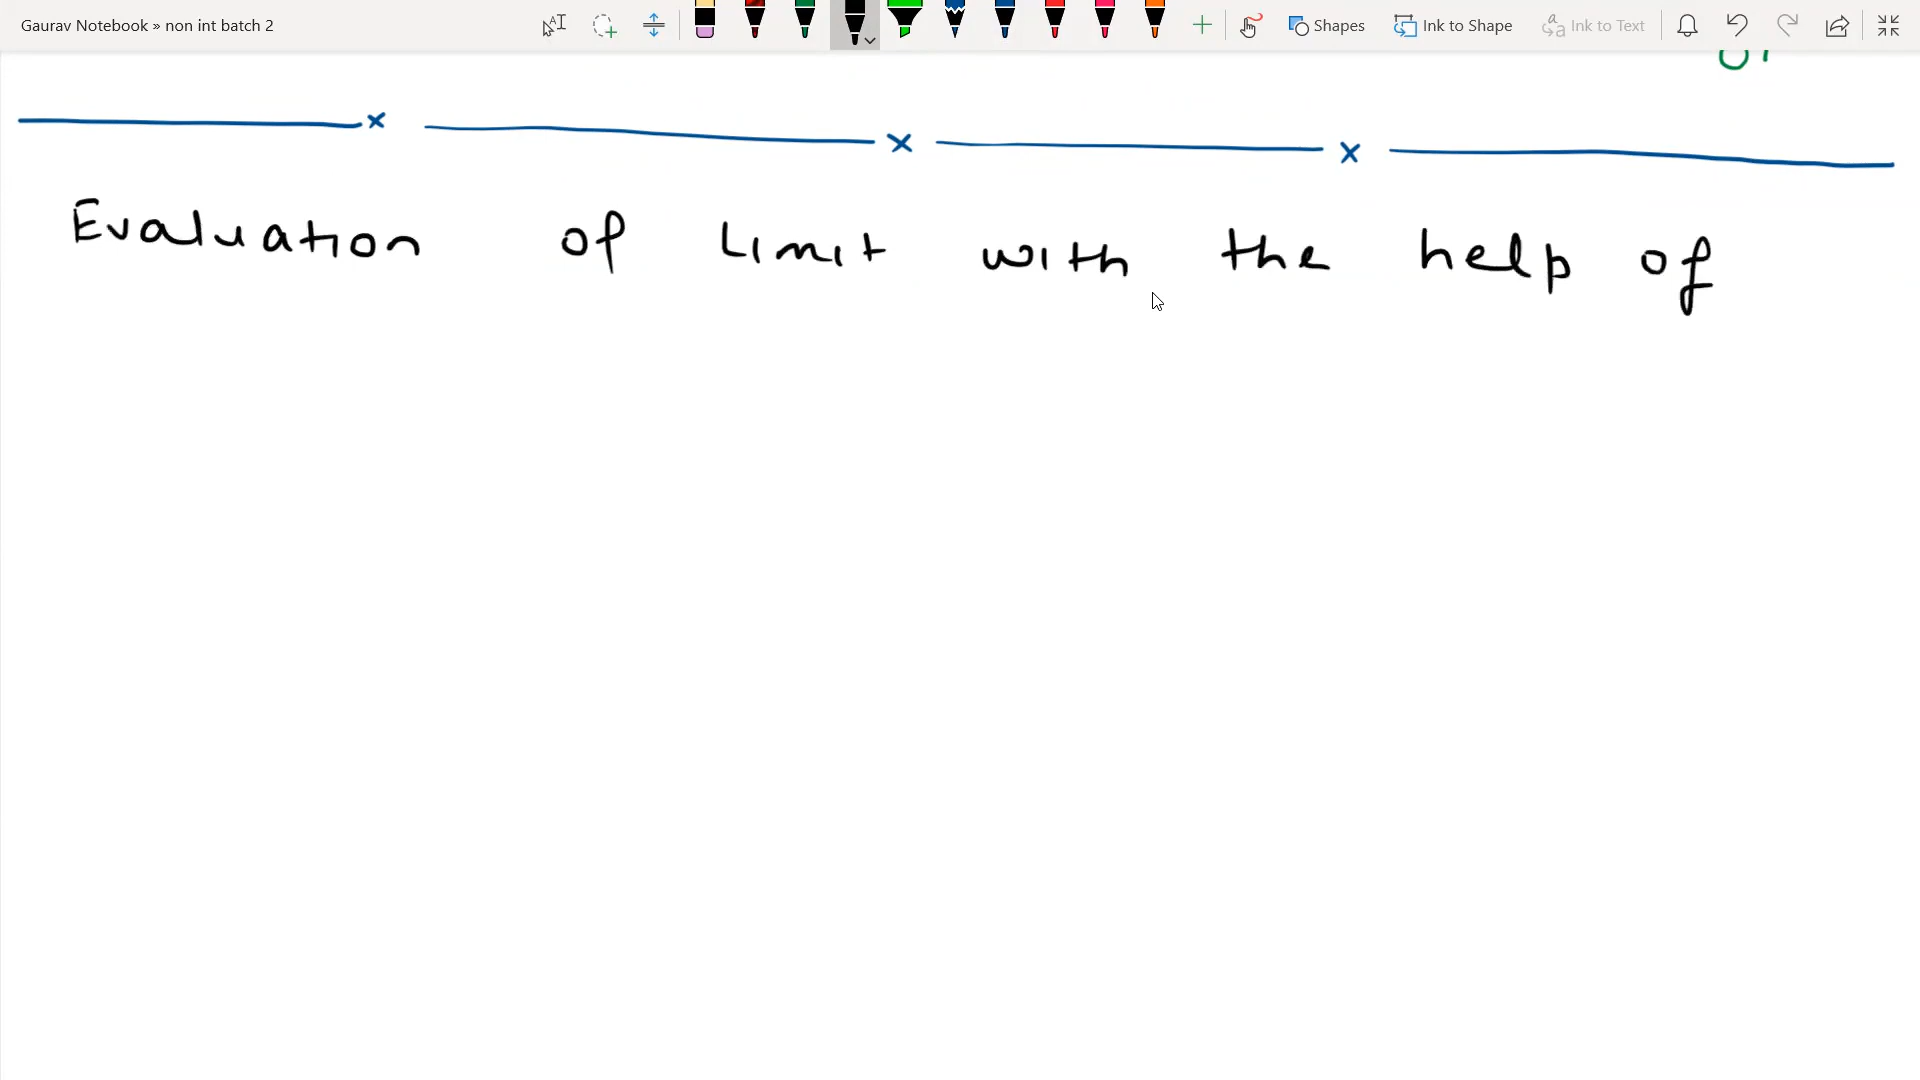 Gaurav Notebook » non int batch 2
Shapes
Ink to Shape
Ink to Text
Evaluation of Limit with the help of